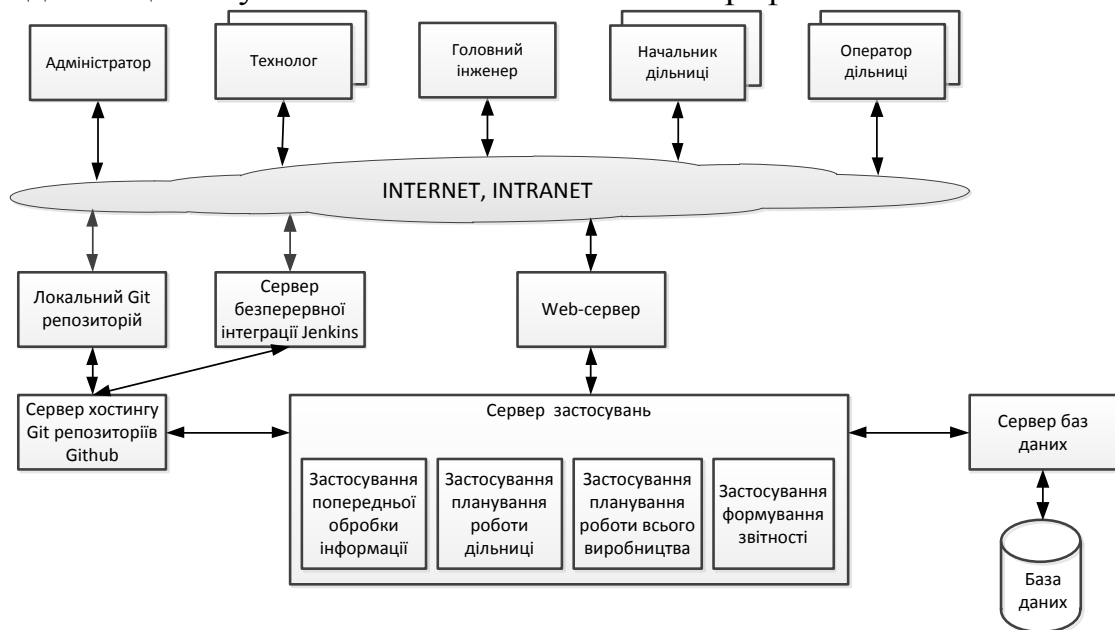 Адміністратор
Технолог
Головний
інженер
Начальник
дільниці
Оператор
дільниці
INTERNET, INTRANET
Локальний Git
репозиторій
Сервер
безперервної
інтеграції Jenkins
Web-сервер
Сервер хостингу
Git репозиторіїв
Github
Сервер застосувань
Застосування
попередньої
обробки
інформації
Застосування
планування
роботи
дільниці
Застосування
планування
роботи всього
виробництва
Застосування
формування
звітності
Сервер баз
даних
База
даних